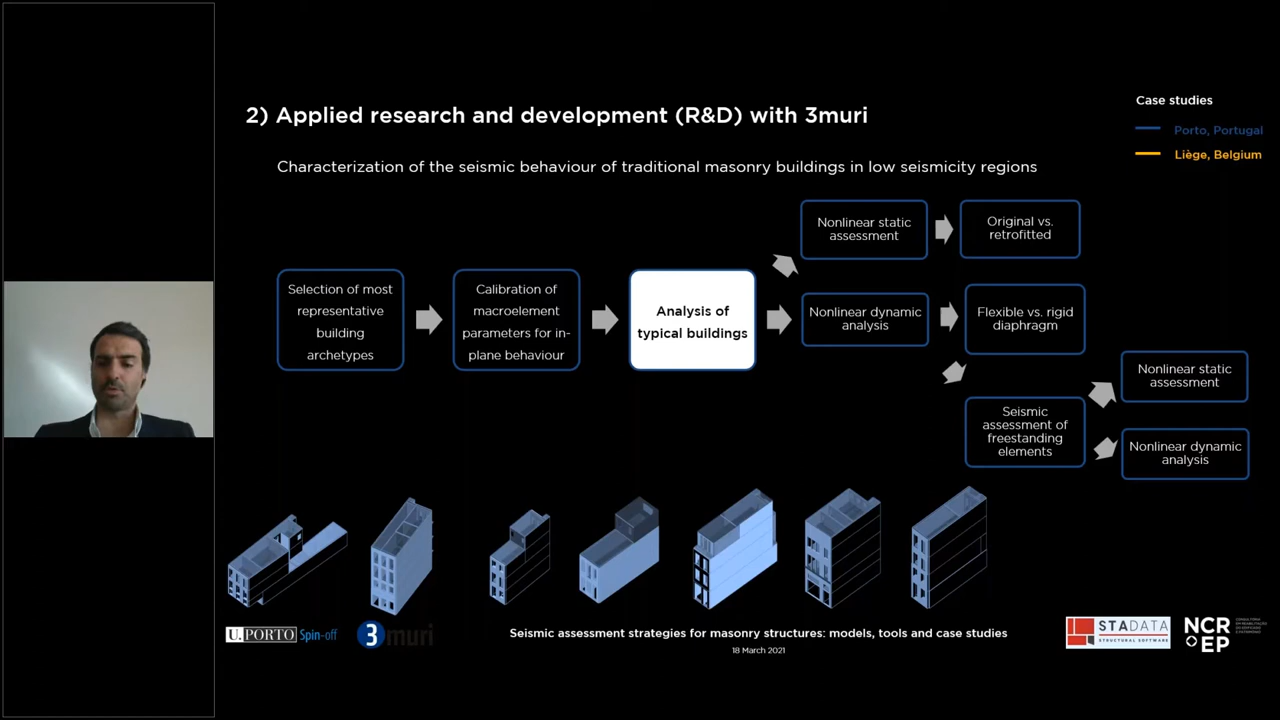 2) Applied research and development (R&D) with 3muri
Case studies
Porto, Portugal
Liège, Belgium
Characterization of the seismic behaviour of traditional masonry buildings in low seismicity regions
Selection of most
representative
building
archetypes
Calibration of
macroelement
parameters for in-
plane behaviour
Analysis of
typical buildings
Nonlinear static
assessment
Original vs.
retrofitted
Nonlinear dynamic
analysis
Flexible vs. rigid
diaphragm
Seismic
assessment of
freestanding
elements
Nonlinear static
assessment
Nonlinear dynamic
analysis
U.PORTO Spin-off
3muri
Seismic assessment strategies for masonry structures: models, tools and case studies
18 March 2021
STADATA
STRUCTURAL SOFTWARE
NCR
EP